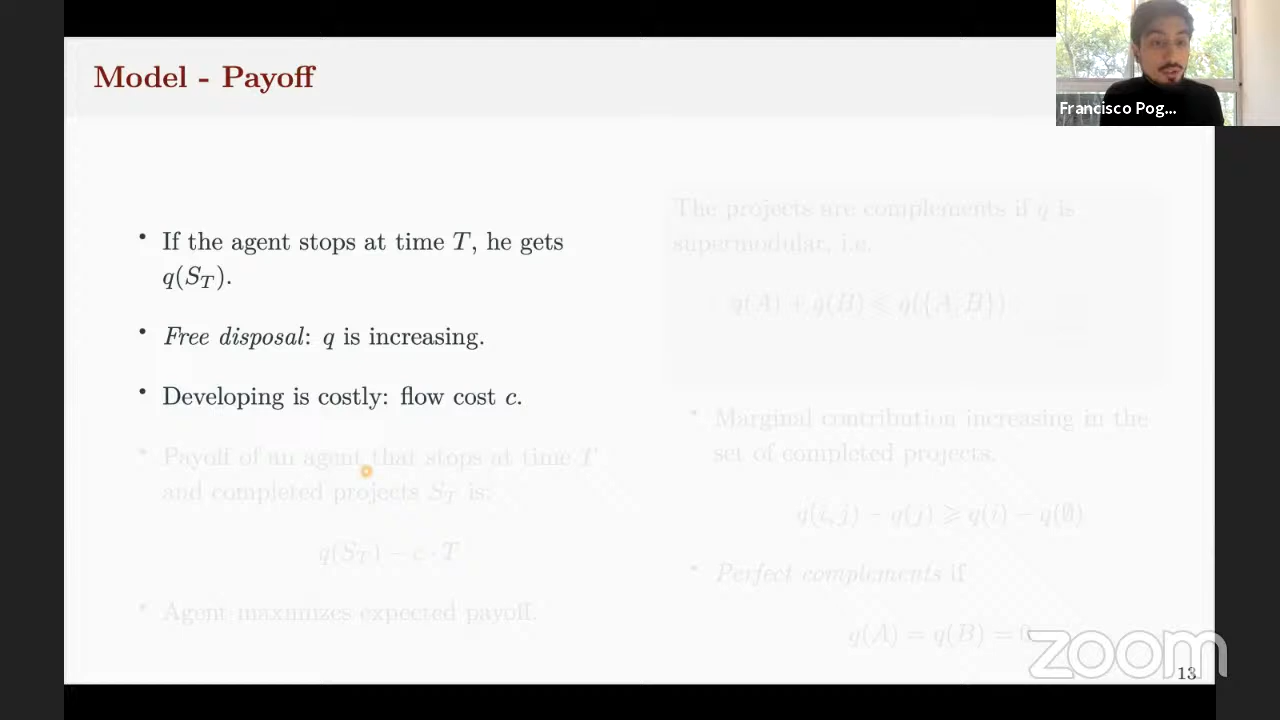 Model - Payoff
Francisco Pog...
• If the agent stops at time T, he gets
q(S_T).
• Free disposal: q is increasing.
• Developing is costly: flow cost c.
• Payoff of an agent that stops at time T
and completed projects S_T is:
q(S_T) − c · T
• Agent maximizes expected payoff.
The projects are complements if q is
supermodular, i.e.
q(A) + q(B) ⩽ q({A, B})
• Marginal contribution increasing in the
set of completed projects.
q(i, j) − q(j) ⩾ q(i) − q(∅)
• Perfect complements if
q(A) = q(B) = 0
zoom
13